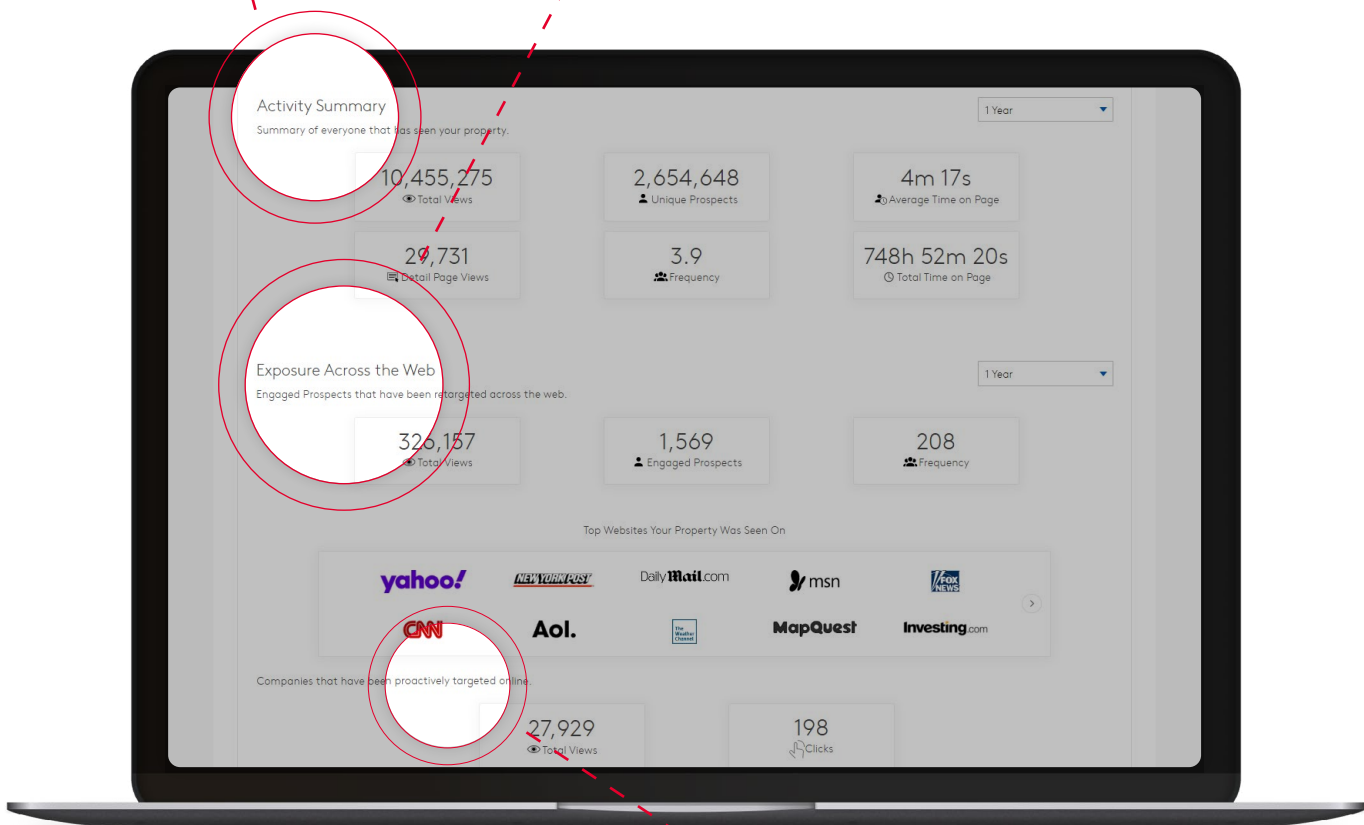 Activity Summary
1 Year
Summary of everyone that has seen your property.
10,455,275
Total Views
2,654,648
Unique Prospects
4m 17s
Average Time on Page
29,731
Detail Page Views
3.9
Frequency
748h 52m 20s
Total Time on Page
Exposure Across the Web
1 Year
Engaged Prospects that have been retargeted across the web.
326,157
Total Views
1,569
Engaged Prospects
208
Frequency
Top Websites Your Property Was Seen On
yahoo!
NEW YORK POST
DailyMail.com
msn
FOX NEWS
CNN
Aol.
The Weather Channel
MapQuest
Investing.com
Companies that have been proactively targeted online.
27,929
Total Views
198
Clicks